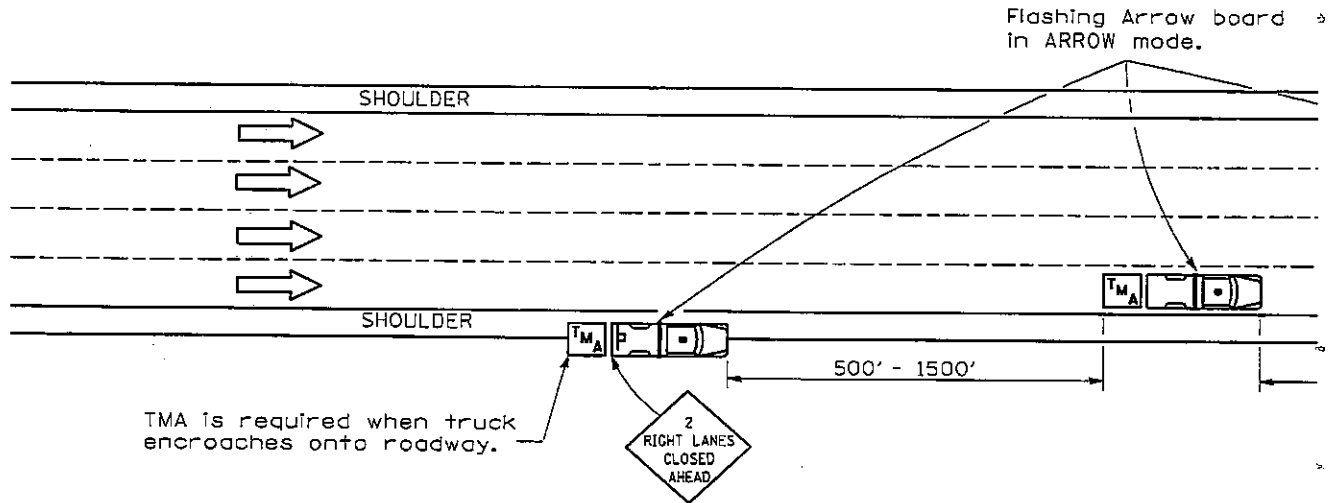 Flashing Arrow board
in ARROW mode.
SHOULDER
SHOULDER
TMA
TMA
500' - 1500'
TMA is required when truck
encroaches onto roadway.
2
RIGHT LANES
CLOSED
AHEAD